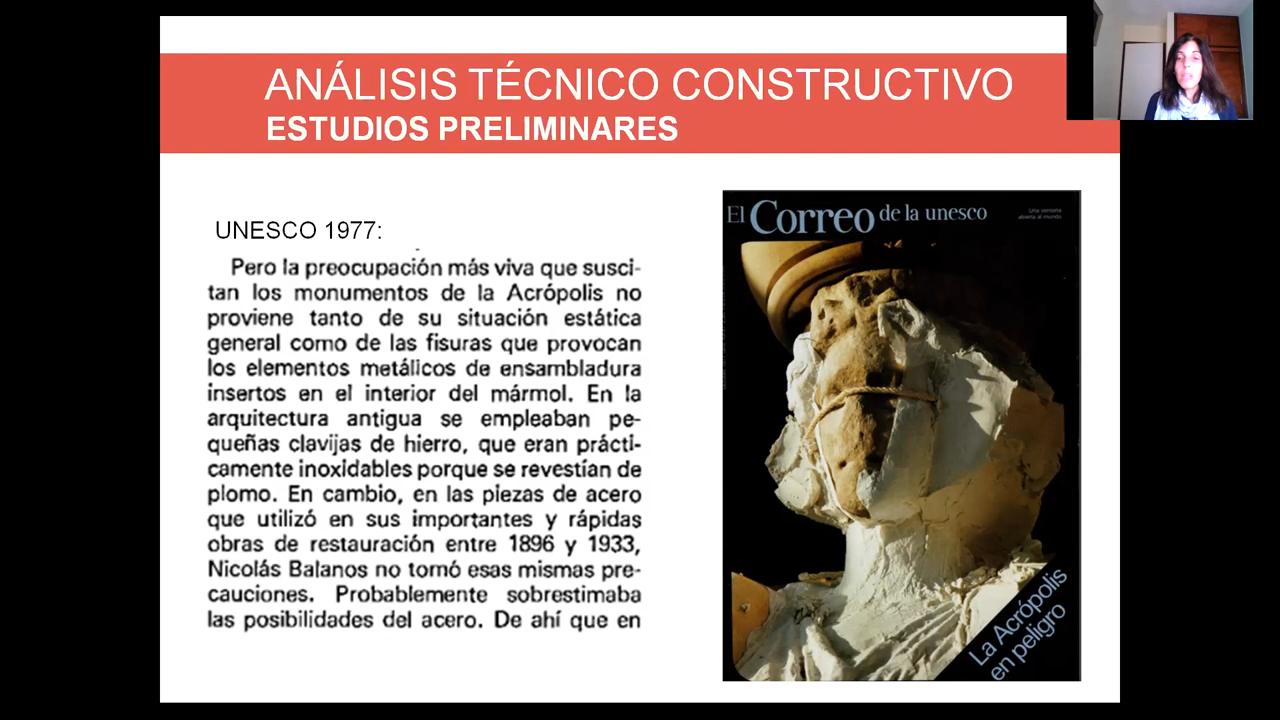 ANÁLISIS TÉCNICO CONSTRUCTIVO
ESTUDIOS PRELIMINARES
UNESCO 1977:
Pero la preocupación más viva que susci-
tan los monumentos de la Acrópolis no
proviene tanto de su situación estática
general como de las fisuras que provocan
los elementos metálicos de ensambladura
insertos en el interior del mármol. En la
arquitectura antigua se empleaban pe-
queñas clavijas de hierro, que eran prácti-
camente inoxidables porque se revestían de
plomo. En cambio, en las piezas de acero
que utilizó en sus importantes y rápidas
obras de restauración entre 1896 y 1933,
Nicolás Balanos no tomó esas mismas pre-
cauciones. Probablemente sobrestimaba
las posibilidades del acero. De ahí que en
El Correo de la unesco
Una ventana
abierta al mundo
La Acrópolis
en peligro